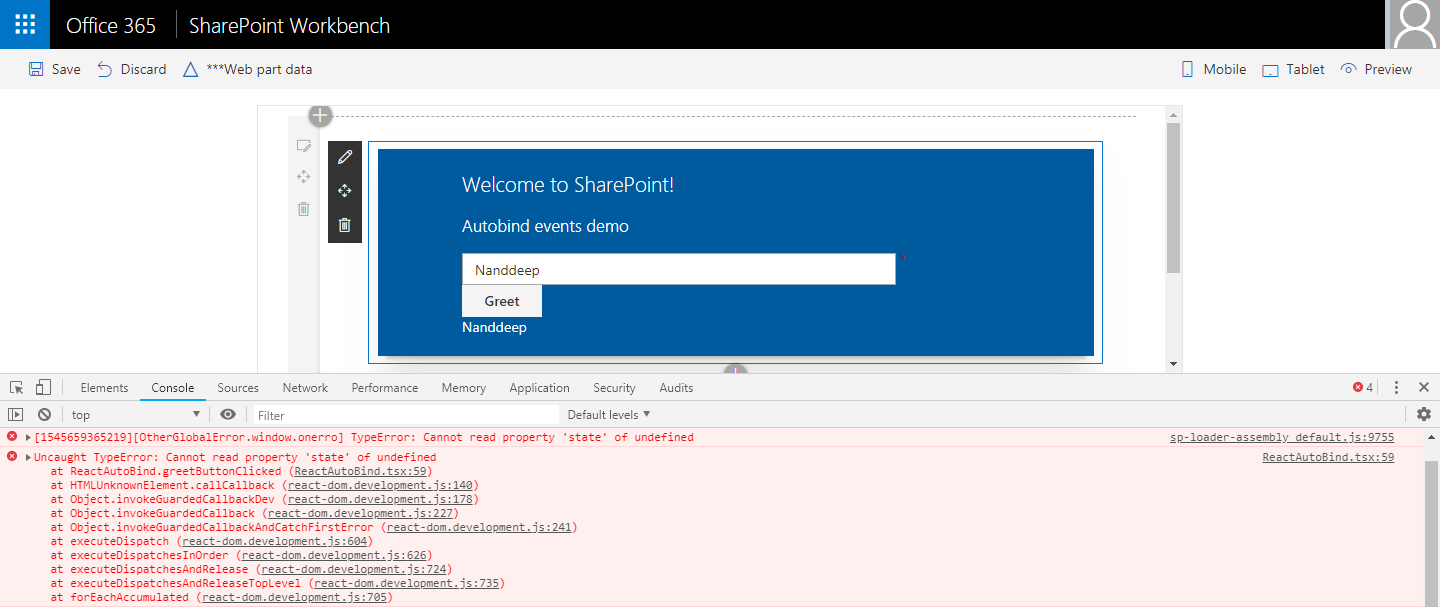 Office 365 SharePoint Workbench
Save Discard ***Web part data Mobile Tablet Preview
Welcome to SharePoint!
Autobind events demo
Nanddeep *
Greet
Nanddeep
Elements Console Sources Network Performance Memory Application Security Audits 4
top Filter Default levels
[1545659365219][OtherGlobalError.window.onerro] TypeError: Cannot read property 'state' of undefined sp-loader-assembly_default.js:9755
Uncaught TypeError: Cannot read property 'state' of undefined ReactAutoBind.tsx:59
at ReactAutoBind.greetButtonClicked (ReactAutoBind.tsx:59)
at HTMLUnknownElement.callCallback (react-dom.development.js:140)
at Object.invokeGuardedCallbackDev (react-dom.development.js:178)
at Object.invokeGuardedCallback (react-dom.development.js:227)
at Object.invokeGuardedCallbackAndCatchFirstError (react-dom.development.js:241)
at executeDispatch (react-dom.development.js:604)
at executeDispatchesInOrder (react-dom.development.js:626)
at executeDispatchesAndRelease (react-dom.development.js:724)
at executeDispatchesAndReleaseTopLevel (react-dom.development.js:735)
at forEachAccumulated (react-dom.development.js:705)